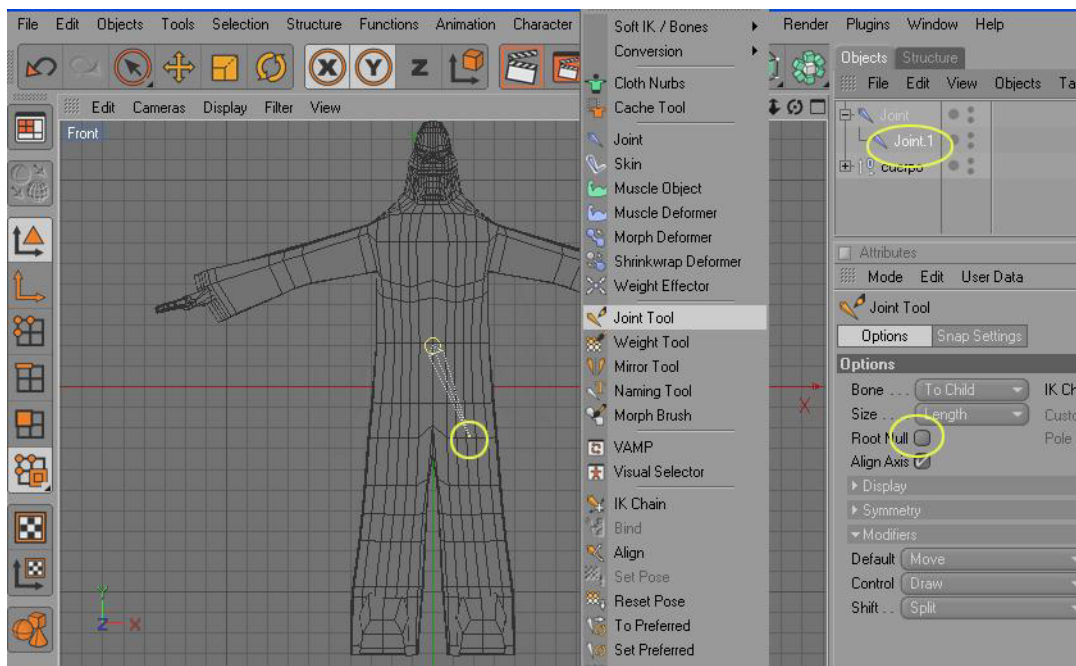 File Edit Objects Tools Selection Structure Functions Animation Character
Soft IK / Bones
Conversion
Cloth Nurbs
Cache Tool
Joint
Skin
Muscle Object
Muscle Deformer
Morph Deformer
Shrinkwrap Deformer
Weight Effector
Joint Tool
Weight Tool
Mirror Tool
Naming Tool
Morph Brush
VAMP
Visual Selector
IK Chain
Bind
Align
Set Pose
Reset Pose
To Preferred
Set Preferred
Render Plugins Window Help
X Y Z
Edit Cameras Display Filter View
Front
X
Y
Z X
Objects Structure
File Edit View Objects Ta
Joint
Joint.1
cuerpo
Attributes
Mode Edit User Data
Joint Tool
Options Snap Settings
Options
Bone . . . To Child IK Ch
Size . . Length Custo
Root Null Pole
Align Axis
Display
Symmetry
Modifiers
Default Move
Control Draw
Shift . . Split